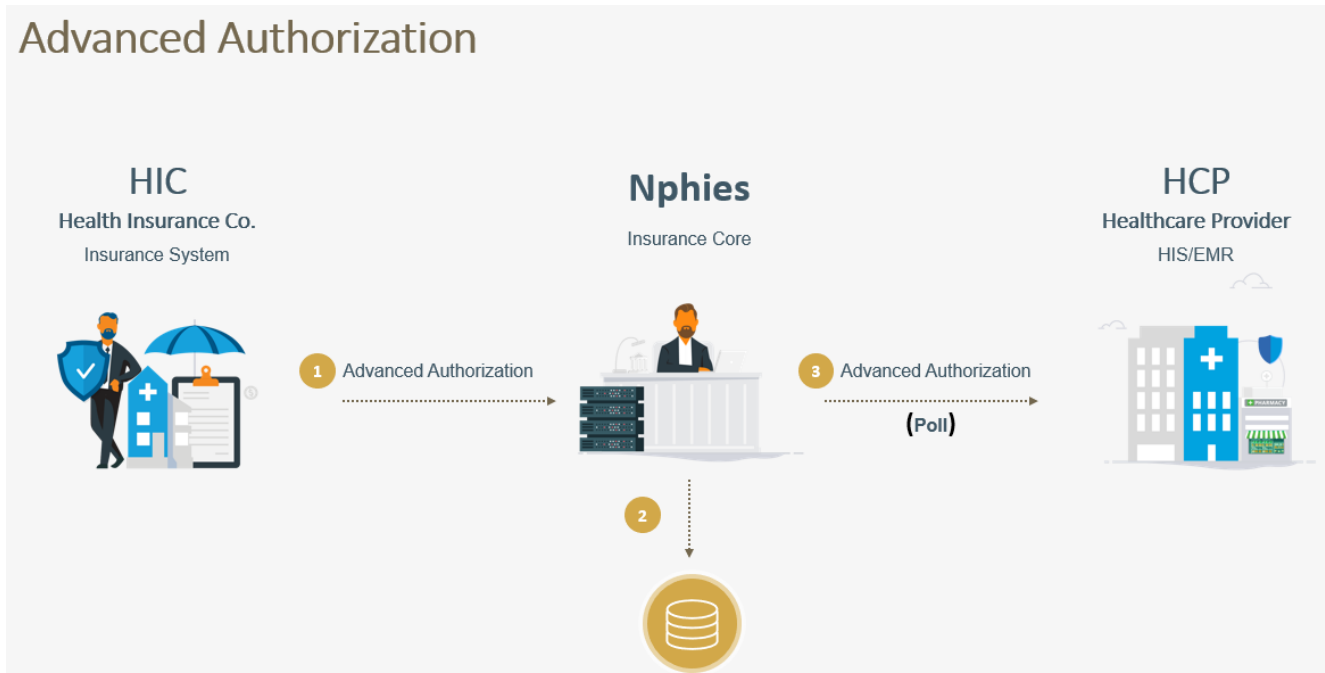 Advanced Authorization
HIC
Health Insurance Co.
Insurance System
Nphies
Insurance Core
HCP
Healthcare Provider
HIS/EMR
1 Advanced Authorization
3 Advanced Authorization
(Poll)
+ PHARMACY
2